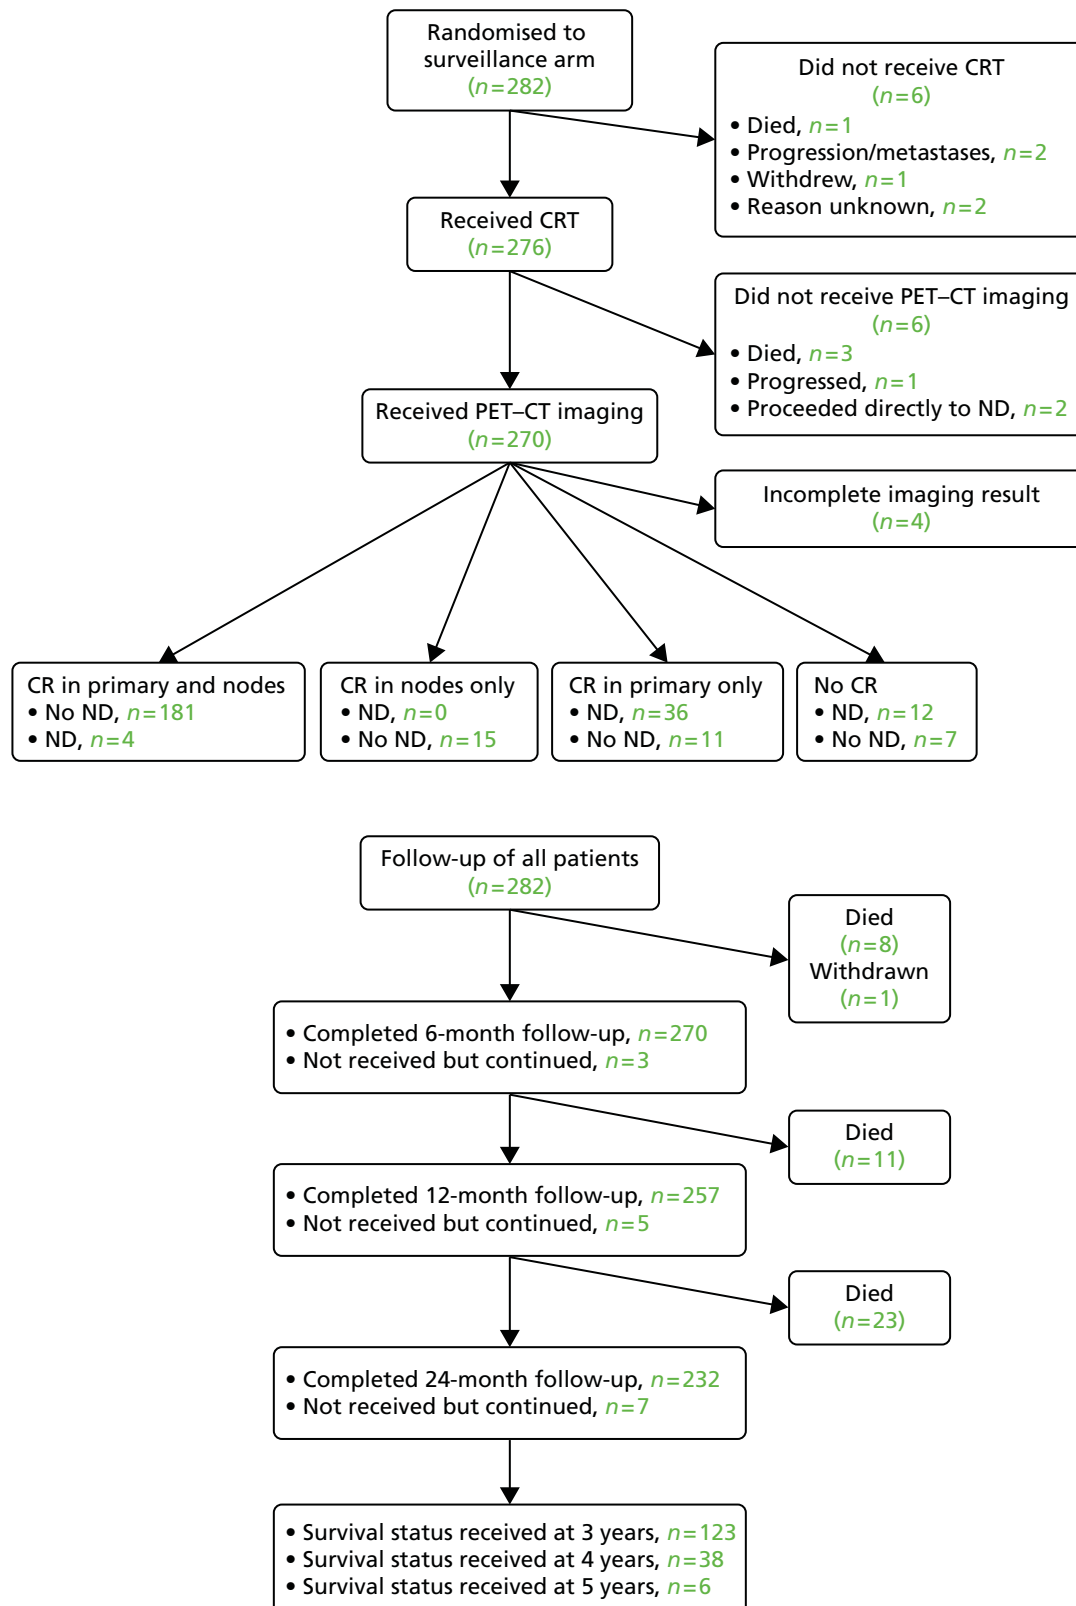 Randomised to
surveillance arm
(n=282)
Did not receive CRT
(n=6)
• Died, n=1
• Progression/metastases, n=2
• Withdrew, n=1
• Reason unknown, n=2
Received CRT
(n=276)
Did not receive PET–CT imaging
(n=6)
• Died, n=3
• Progressed, n=1
• Proceeded directly to ND, n=2
Received PET–CT imaging
(n=270)
Incomplete imaging result
(n=4)
CR in primary and nodes
• No ND, n=181
• ND, n=4
CR in nodes only
• ND, n=0
• No ND, n=15
CR in primary only
• ND, n=36
• No ND, n=11
No CR
• ND, n=12
• No ND, n=7
Follow-up of all patients
(n=282)
Died
(n=8)
Withdrawn
(n=1)
• Completed 6-month follow-up, n=270
• Not received but continued, n=3
Died
(n=11)
• Completed 12-month follow-up, n=257
• Not received but continued, n=5
Died
(n=23)
• Completed 24-month follow-up, n=232
• Not received but continued, n=7
• Survival status received at 3 years, n=123
• Survival status received at 4 years, n=38
• Survival status received at 5 years, n=6